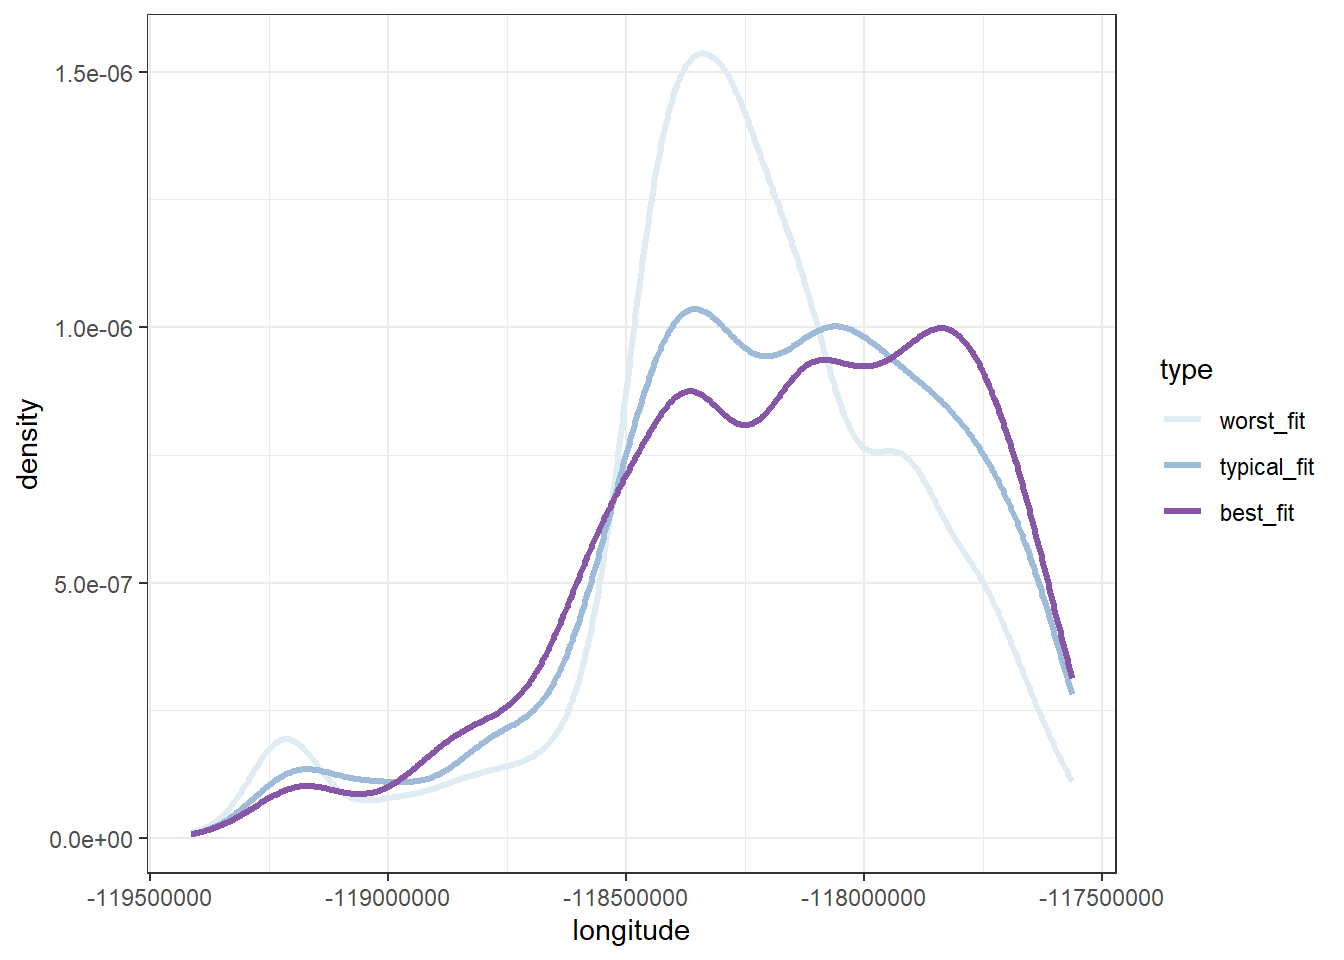 1.5e-06
1.0e-06
5.0e-07
0.0e+00
density
-119500000
-119000000
-118500000
-118000000
-117500000
longitude
type
worst_fit
typical_fit
best_fit